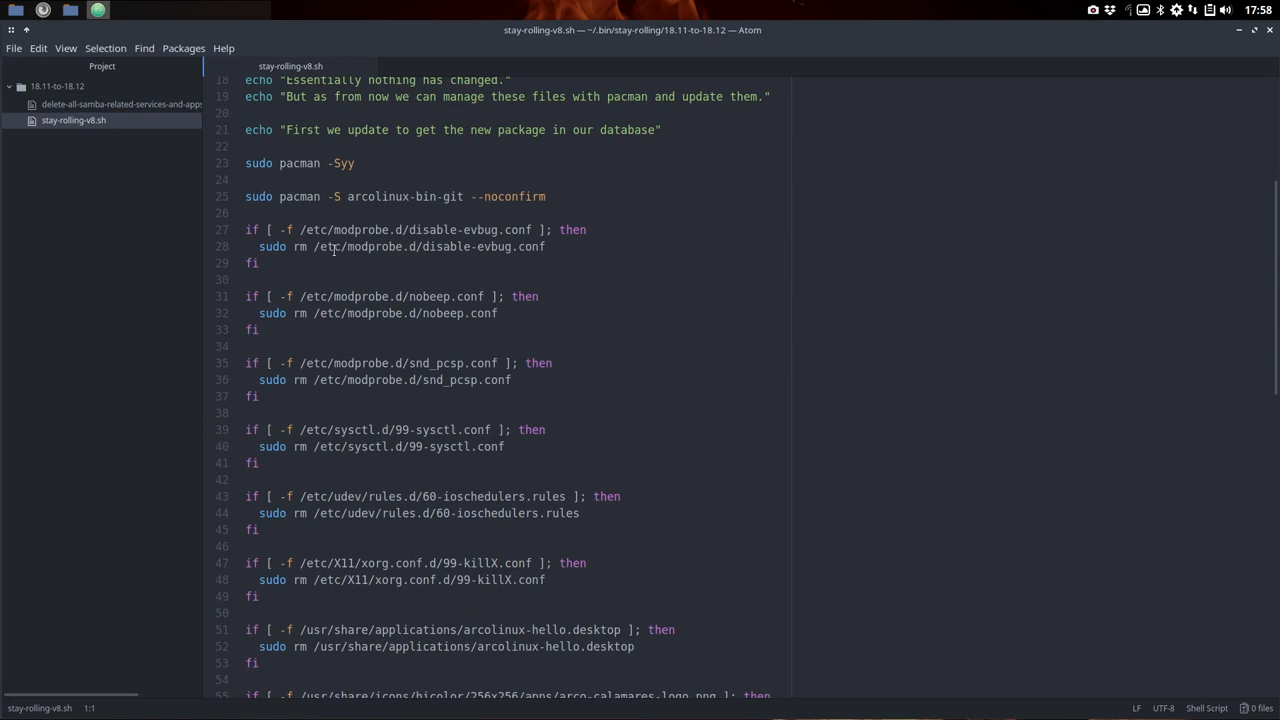 17:58
stay-rolling-v8.sh — ~/.bin/stay-rolling/18.11-to-18.12 — Atom
File Edit View Selection Find Packages Help
Project
stay-rolling-v8.sh
18.11-to-18.12
delete-all-samba-related-services-and-apps
stay-rolling-v8.sh
18 echo "Essentially nothing has changed."
19 echo "But as from now we can manage these files with pacman and update them."
20
21 echo "First we update to get the new package in our database"
22
23 sudo pacman -Syy
24
25 sudo pacman -S arcolinux-bin-git --noconfirm
26
27 if [ -f /etc/modprobe.d/disable-evbug.conf ]; then
28 sudo rm /etc/modprobe.d/disable-evbug.conf
29 fi
30
31 if [ -f /etc/modprobe.d/nobeep.conf ]; then
32 sudo rm /etc/modprobe.d/nobeep.conf
33 fi
34
35 if [ -f /etc/modprobe.d/snd_pcsp.conf ]; then
36 sudo rm /etc/modprobe.d/snd_pcsp.conf
37 fi
38
39 if [ -f /etc/sysctl.d/99-sysctl.conf ]; then
40 sudo rm /etc/sysctl.d/99-sysctl.conf
41 fi
42
43 if [ -f /etc/udev/rules.d/60-ioschedulers.rules ]; then
44 sudo rm /etc/udev/rules.d/60-ioschedulers.rules
45 fi
46
47 if [ -f /etc/X11/xorg.conf.d/99-killX.conf ]; then
48 sudo rm /etc/X11/xorg.conf.d/99-killX.conf
49 fi
50
51 if [ -f /usr/share/applications/arcolinux-hello.desktop ]; then
52 sudo rm /usr/share/applications/arcolinux-hello.desktop
53 fi
54
55 if [ -f /usr/share/icons/hicolor/256x256/apps/arco-calamares-logo.png ]; then
stay-rolling-v8.sh 1:1
LF UTF-8 Shell Script 0 files